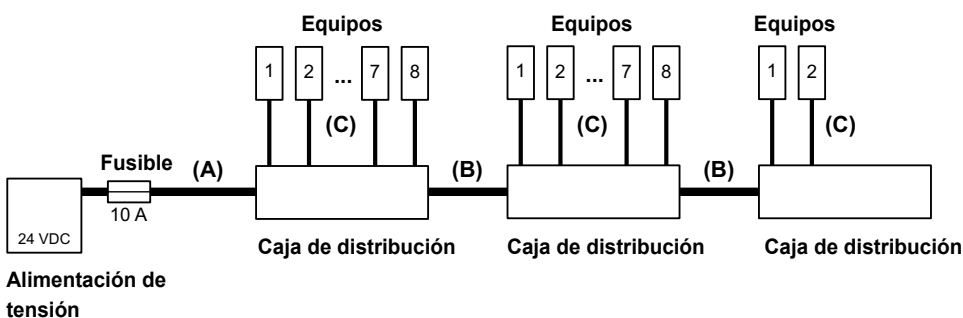 Equipos Equipos Equipos
1 2 ... 7 8 1 2 ... 7 8 1 2
(C) (C) (C)
Fusible (A) (B) (B)
10 A
24 VDC
Caja de distribución Caja de distribución Caja de distribución
Alimentación de
tensión